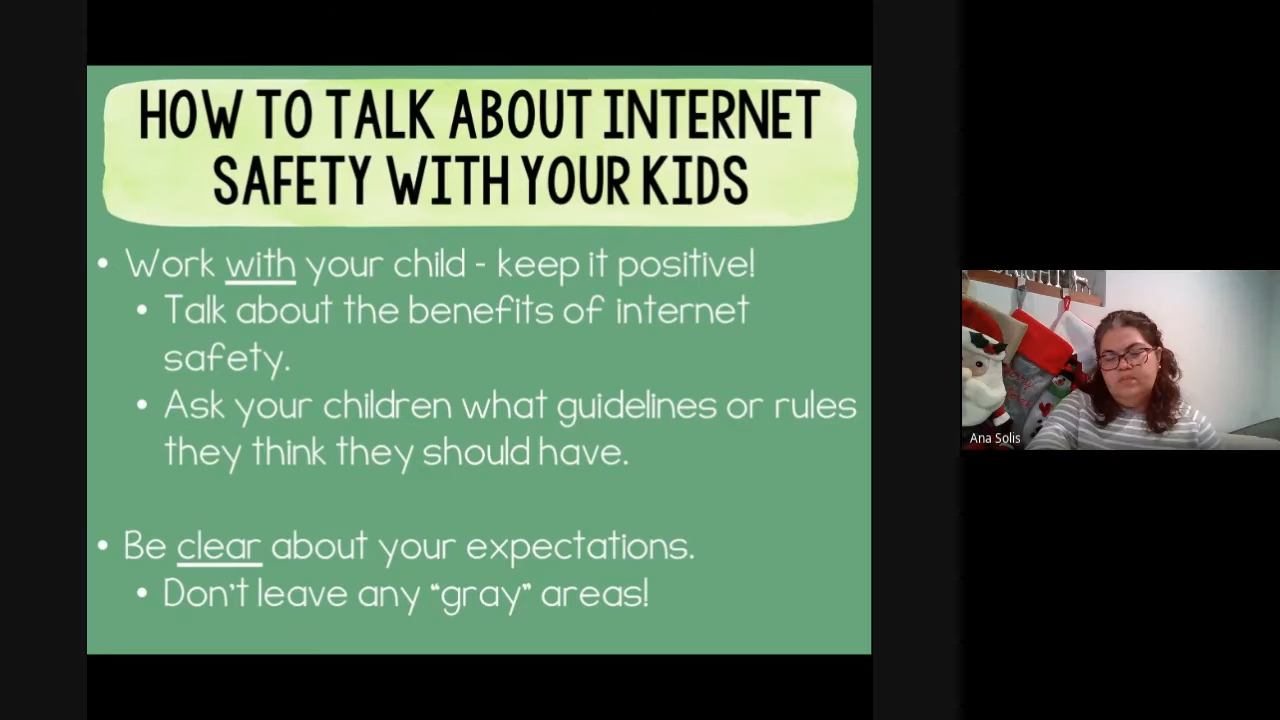 HOW TO TALK ABOUT INTERNET
SAFETY WITH YOUR KIDS
• Work with your child - keep it positive!
• Talk about the benefits of internet
safety.
• Ask your children what guidelines or rules
they think they should have.
• Be clear about your expectations.
• Don't leave any “gray” areas!
Ana Solis